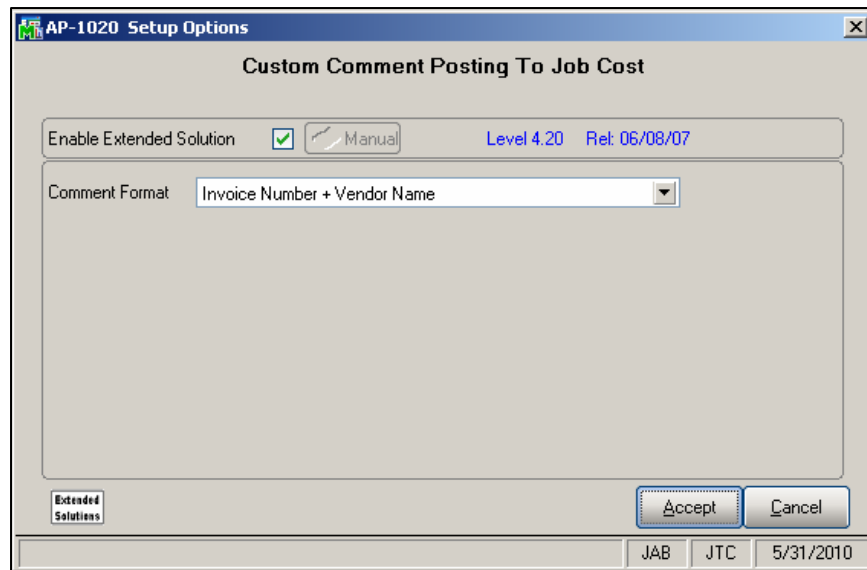 AP-1020 Setup Options
Custom Comment Posting To Job Cost
Enable Extended Solution Manual Level 4.20 Rel: 06/08/07
Comment Format Invoice Number + Vendor Name
Extended
Solutions
Accept Cancel
JAB JTC 5/31/2010